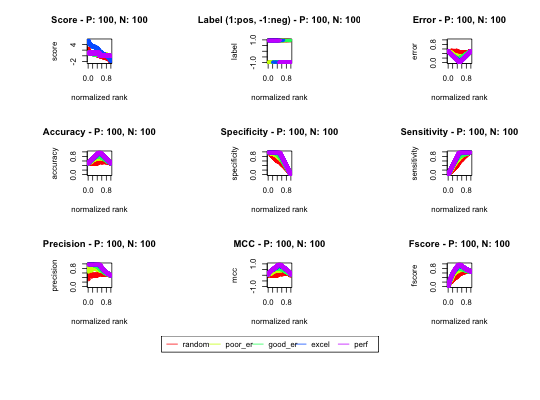 Score - P: 100, N: 100
Label (1:pos, -1:neg) - P: 100, N: 100
Error - P: 100, N: 100
score
-2 4
0.0 0.8
normalized rank
label
-1.0 1.0
0.0 0.8
normalized rank
error
0.0 0.8
0.0 0.8
normalized rank
Accuracy - P: 100, N: 100
Specificity - P: 100, N: 100
Sensitivity - P: 100, N: 100
accuracy
0.0 0.8
0.0 0.8
normalized rank
specificity
0.0 0.8
0.0 0.8
normalized rank
sensitivity
0.0 0.8
0.0 0.8
normalized rank
Precision - P: 100, N: 100
MCC - P: 100, N: 100
Fscore - P: 100, N: 100
precision
0.0 0.8
0.0 0.8
normalized rank
mcc
-1.0 1.0
0.0 0.8
normalized rank
fscore
0.0 0.8
0.0 0.8
normalized rank
random poor_er good_er excel perf